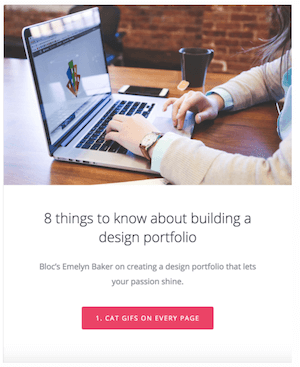 8 things to know about building a
design portfolio
Bloc's Emelyn Baker on creating a design portfolio that lets
your passion shine.
1. CAT GIFS ON EVERY PAGE